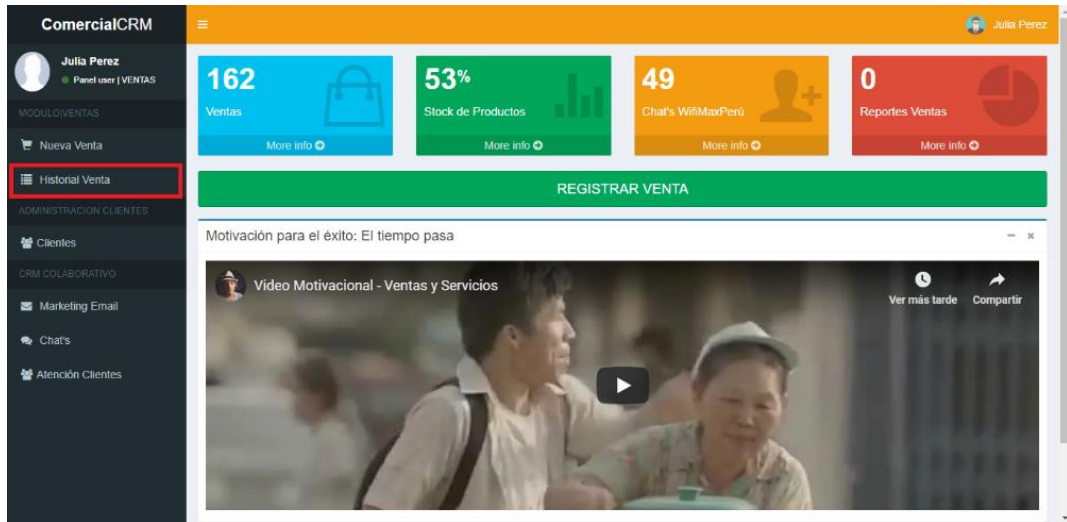 ComercialCRM
Julia Perez
Julia Perez
Panel user | VENTAS
MODULO|VENTAS
Nueva Venta
Historial Venta
ADMINISTRACION CLIENTES
Clientes
CRM COLABORATIVO
Marketing Email
Chat's
Atención Clientes
162
Ventas
More info
53%
Stock de Productos
More info
49
Chat's WifiMaxPerú
More info
0
Reportes Ventas
More info
REGISTRAR VENTA
Motivación para el éxito: El tiempo pasa
Video Motivacional - Ventas y Servicios
Ver más tarde
Compartir